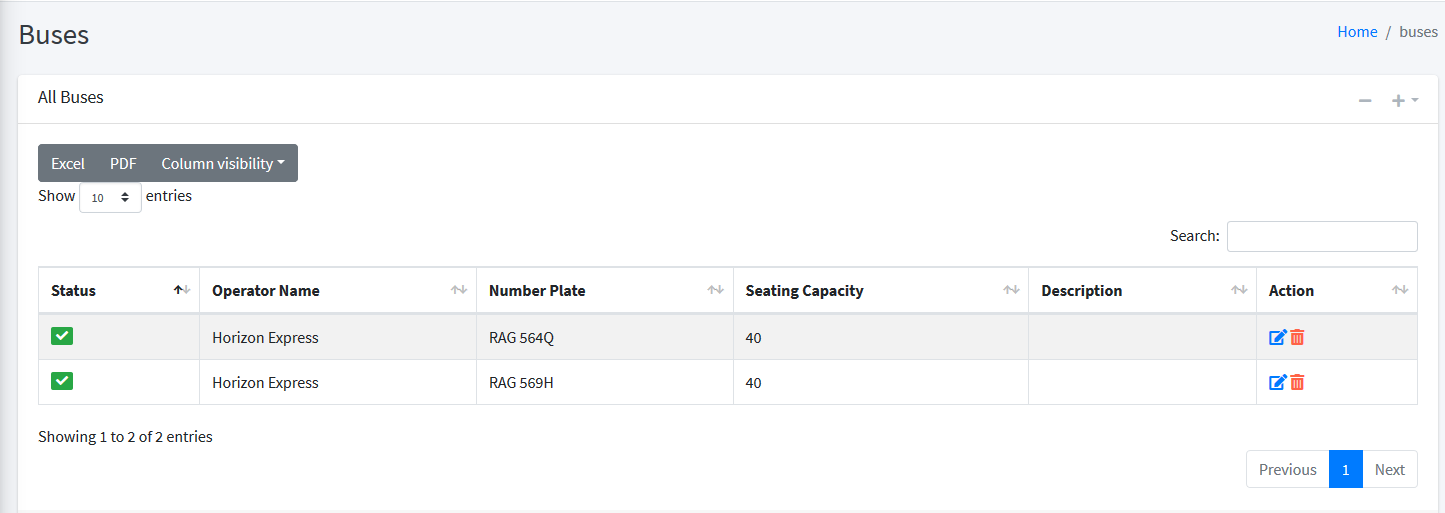 Buses
Home / buses
All Buses
Excel PDF Column visibility
Show 10 entries
Search:
Status Operator Name Number Plate Seating Capacity Description Action
Horizon Express RAG 564Q 40
Horizon Express RAG 569H 40
Showing 1 to 2 of 2 entries
Previous 1 Next